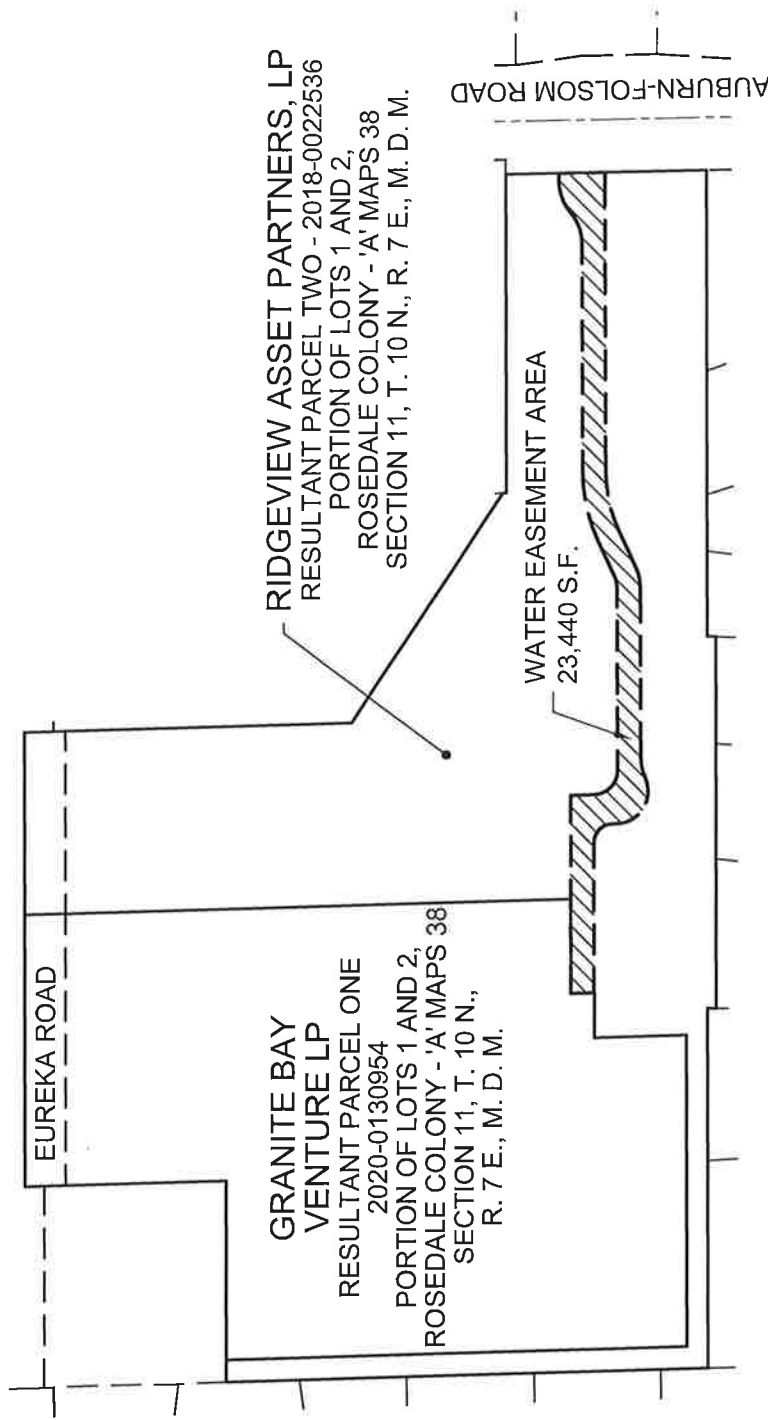 EUREKA ROAD
GRANITE BAY
VENTURE LP
RESULTANT PARCEL ONE
2020-0130954
PORTION OF LOTS 1 AND 2,
ROSEDALE COLONY - 'A' MAPS 38
SECTION 11, T. 10 N.,
R. 7 E., M. D. M.
RIDGEVIEW ASSET PARTNERS, LP
RESULTANT PARCEL TWO - 2018-0022536
PORTION OF LOTS 1 AND 2,
ROSEDALE COLONY - 'A' MAPS 38
SECTION 11, T. 10 N., R. 7 E., M. D. M.
WATER EASEMENT AREA
23,440 S.F.
AUBURN-FOLSOM ROAD